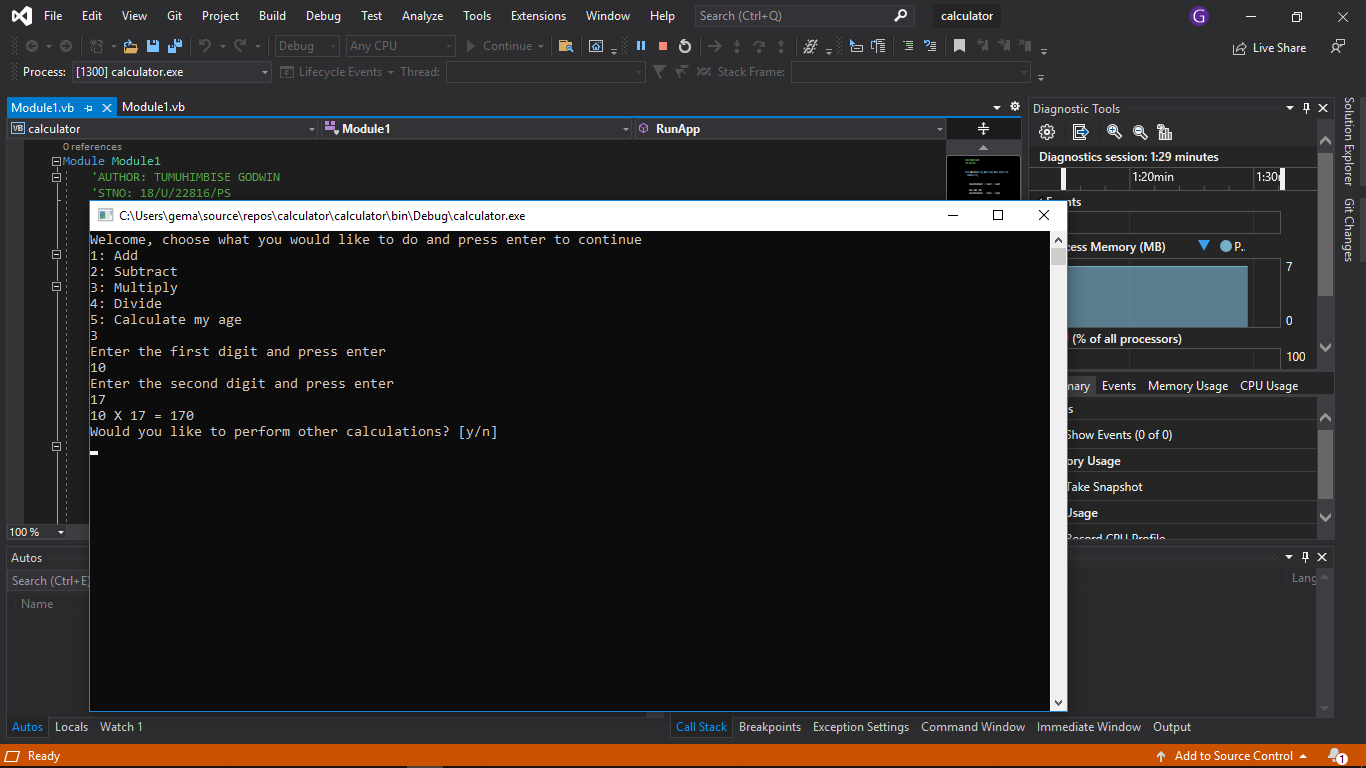 File Edit View Git Project Build Debug Test Analyze Tools Extensions Window Help Search (Ctrl+Q) calculator G
Debug Any CPU Continue Live Share
Process: [1300] calculator.exe Lifecycle Events Thread: Stack Frame:
Module1.vb Module1.vb
VB calculator Module1 RunApp
0 references
Module Module1
'AUTHOR: TUMUHIMBISE GODWIN
'STNO: 18/U/22816/PS
C:\Users\gema\source\repos\calculator\calculator\bin\Debug\calculator.exe
Welcome, choose what you would like to do and press enter to continue
1: Add
2: Subtract
3: Multiply
4: Divide
5: Calculate my age
3
Enter the first digit and press enter
10
Enter the second digit and press enter
17
10 X 17 = 170
Would you like to perform other calculations? [y/n]
100 %
Autos
Search (Ctrl+E)
Name
Autos Locals Watch 1
Diagnostic Tools
Diagnostics session: 1:29 minutes
1:20min 1:30
ents
cess Memory (MB) P..
7
0
(% of all processors)
100
mary Events Memory Usage CPU Usage
s
Show Events (0 of 0)
ory Usage
Take Snapshot
Usage
Record CPU Profile
Lang
Call Stack Breakpoints Exception Settings Command Window Immediate Window Output
Solution Explorer
Git Changes
Ready Add to Source Control 1